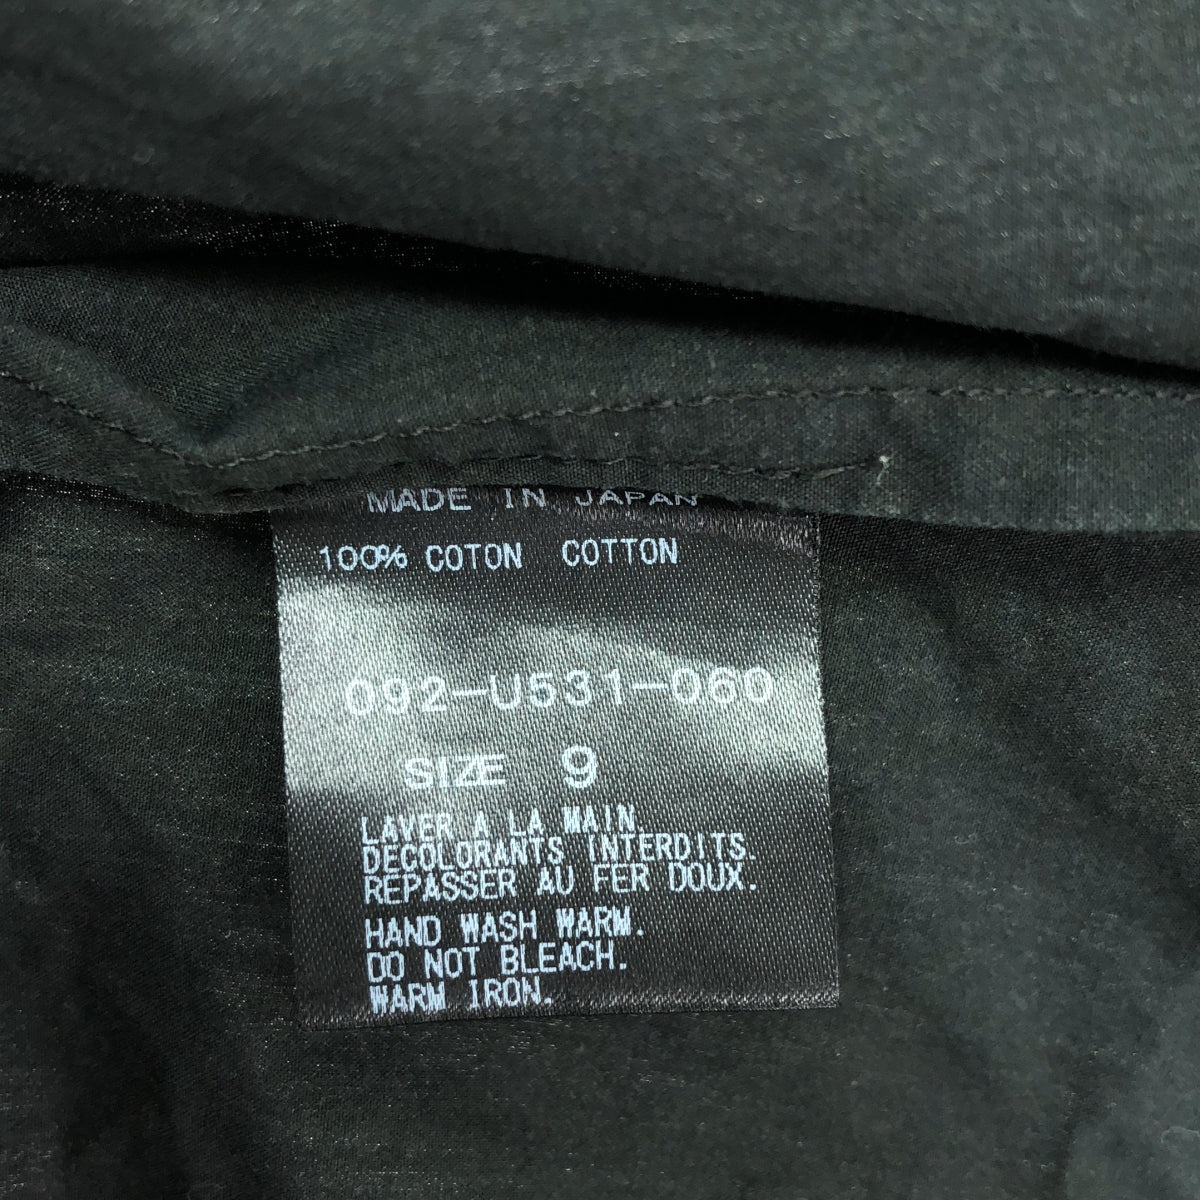 MADE IN JAPAN
100% COTON COTTON
092-U531-060
SIZE 9
LAVER A LA MAIN.
DECOLORANTS INTERDITS.
REPASSER AU FER DOUX.
HAND WASH WARM.
DO NOT BLEACH.
WARM IRON.